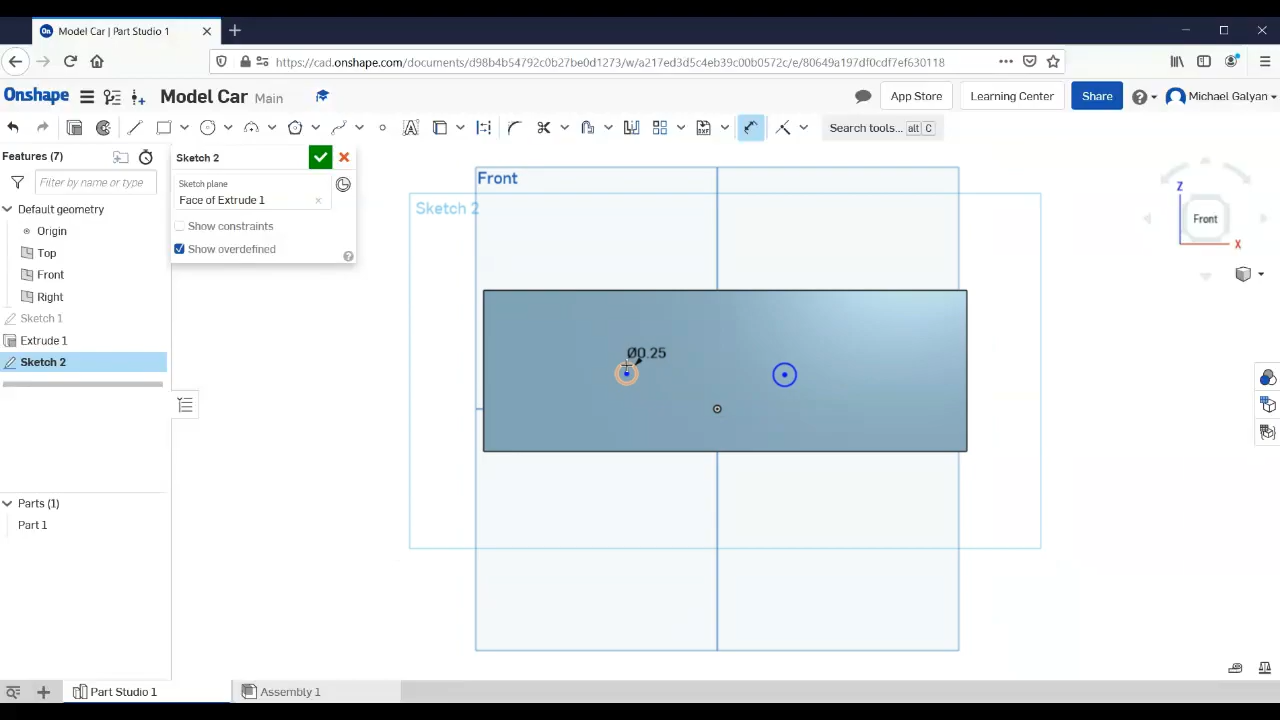 Model Car | Part Studio 1
https://cad.onshape.com/documents/d98b4b5479520b27be0d1273/w/a217ed3d5c4eb39c00b0572c/e/80649a197df0cdf7ef630118
Onshape
Model Car Main
App Store
Learning Center
Share
Michael Galyan
Search tools... alt C
Features (7)
Filter by name or type
Default geometry
Origin
Top
Front
Right
Sketch 1
Extrude 1
Sketch 2
Parts (1)
Part 1
Sketch 2
Sketch plane
Face of Extrude 1
Show constraints
Show overdefined
Front
Sketch 2
Ø0.25
Z
Front
X
Part Studio 1
Assembly 1